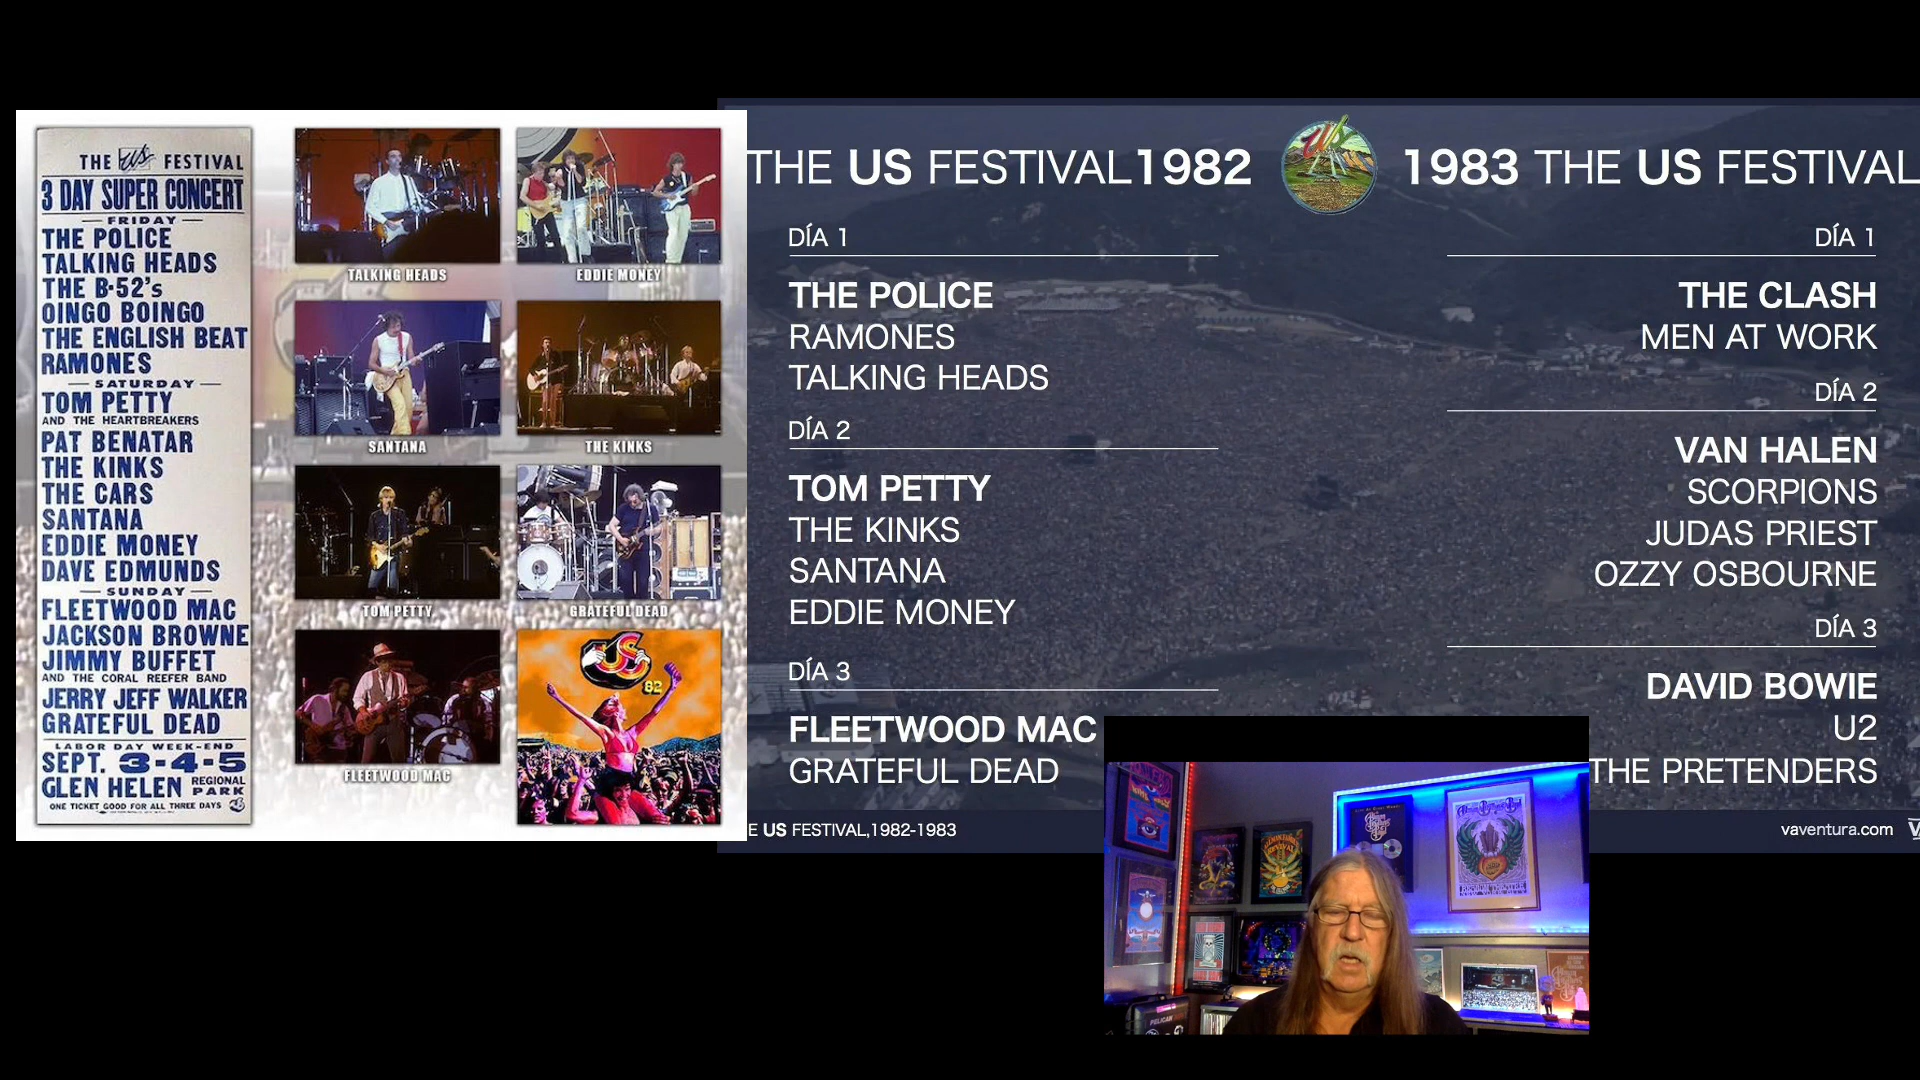 THE us FESTIVAL
3 DAY SUPER CONCERT
FRIDAY
THE POLICE
TALKING HEADS
THE B-52's
OINGO BOINGO
THE ENGLISH BEAT
RAMONES
SATURDAY
TOM PETTY
AND THE HEARTBREAKERS
PAT BENATAR
THE KINKS
THE CARS
SANTANA
EDDIE MONEY
DAVE EDMUNDS
SUNDAY
FLEETWOOD MAC
JACKSON BROWNE
JIMMY BUFFET
AND THE CORAL REEFER BAND
JERRY JEFF WALKER
GRATEFUL DEAD
LABOR DAY WEEK-END
SEPT. 3-4-5
GLEN HELEN REGIONAL PARK
ONE TICKET GOOD FOR ALL THREE DAYS
TALKING HEADS
EDDIE MONEY
SANTANA
THE KINKS
TOM PETTY
GRATEFUL DEAD
FLEETWOOD MAC
US
82
THE US FESTIVAL1982
US
1983 THE US FESTIVAL
DÍA 1
THE POLICE
RAMONES
TALKING HEADS
DÍA 2
TOM PETTY
THE KINKS
SANTANA
EDDIE MONEY
DÍA 3
FLEETWOOD MAC
GRATEFUL DEAD
DÍA 1
THE CLASH
MEN AT WORK
DÍA 2
VAN HALEN
SCORPIONS
JUDAS PRIEST
OZZY OSBOURNE
DÍA 3
DAVID BOWIE
U2
THE PRETENDERS
E US FESTIVAL,1982-1983
vaventura.com
PELICAN